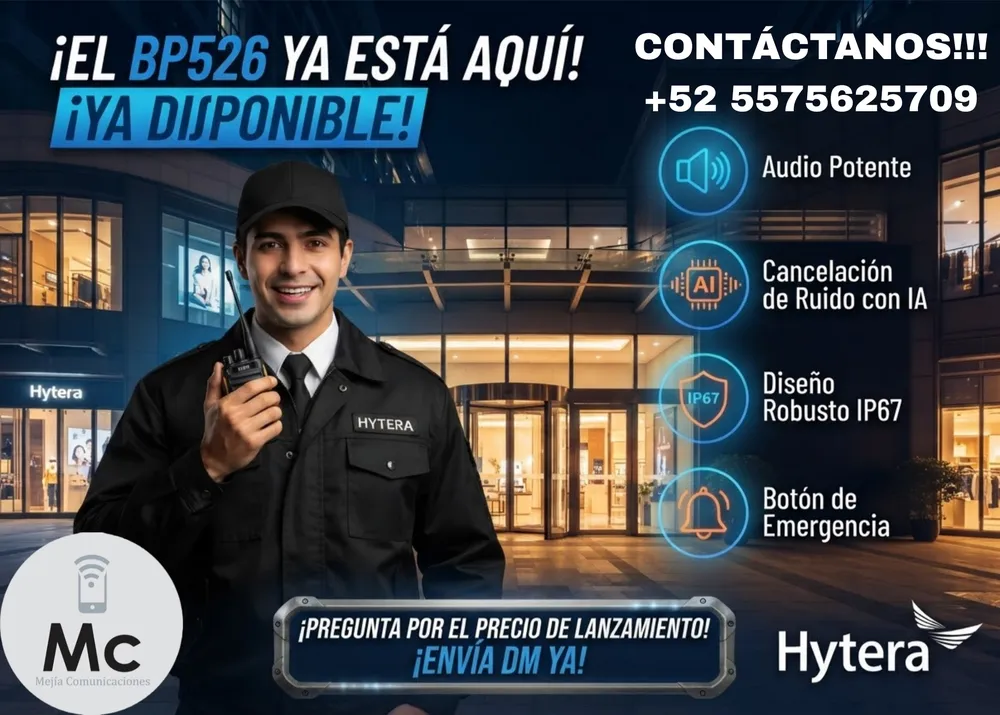 ¡EL BP526 YA ESTÁ AQUÍ!
¡YA DISPONIBLE!
CONTÁCTANOS!!!
+52 5575625709
Audio Potente
AI
Cancelación
de Ruido con IA
IP67
Diseño
Robusto IP67
Botón de
Emergencia
Hytera
HYTERA
Mc
Mejía Comunicaciones
¡PREGUNTA POR EL PRECIO DE LANZAMIENTO!
¡ENVÍA DM YA!
Hytera